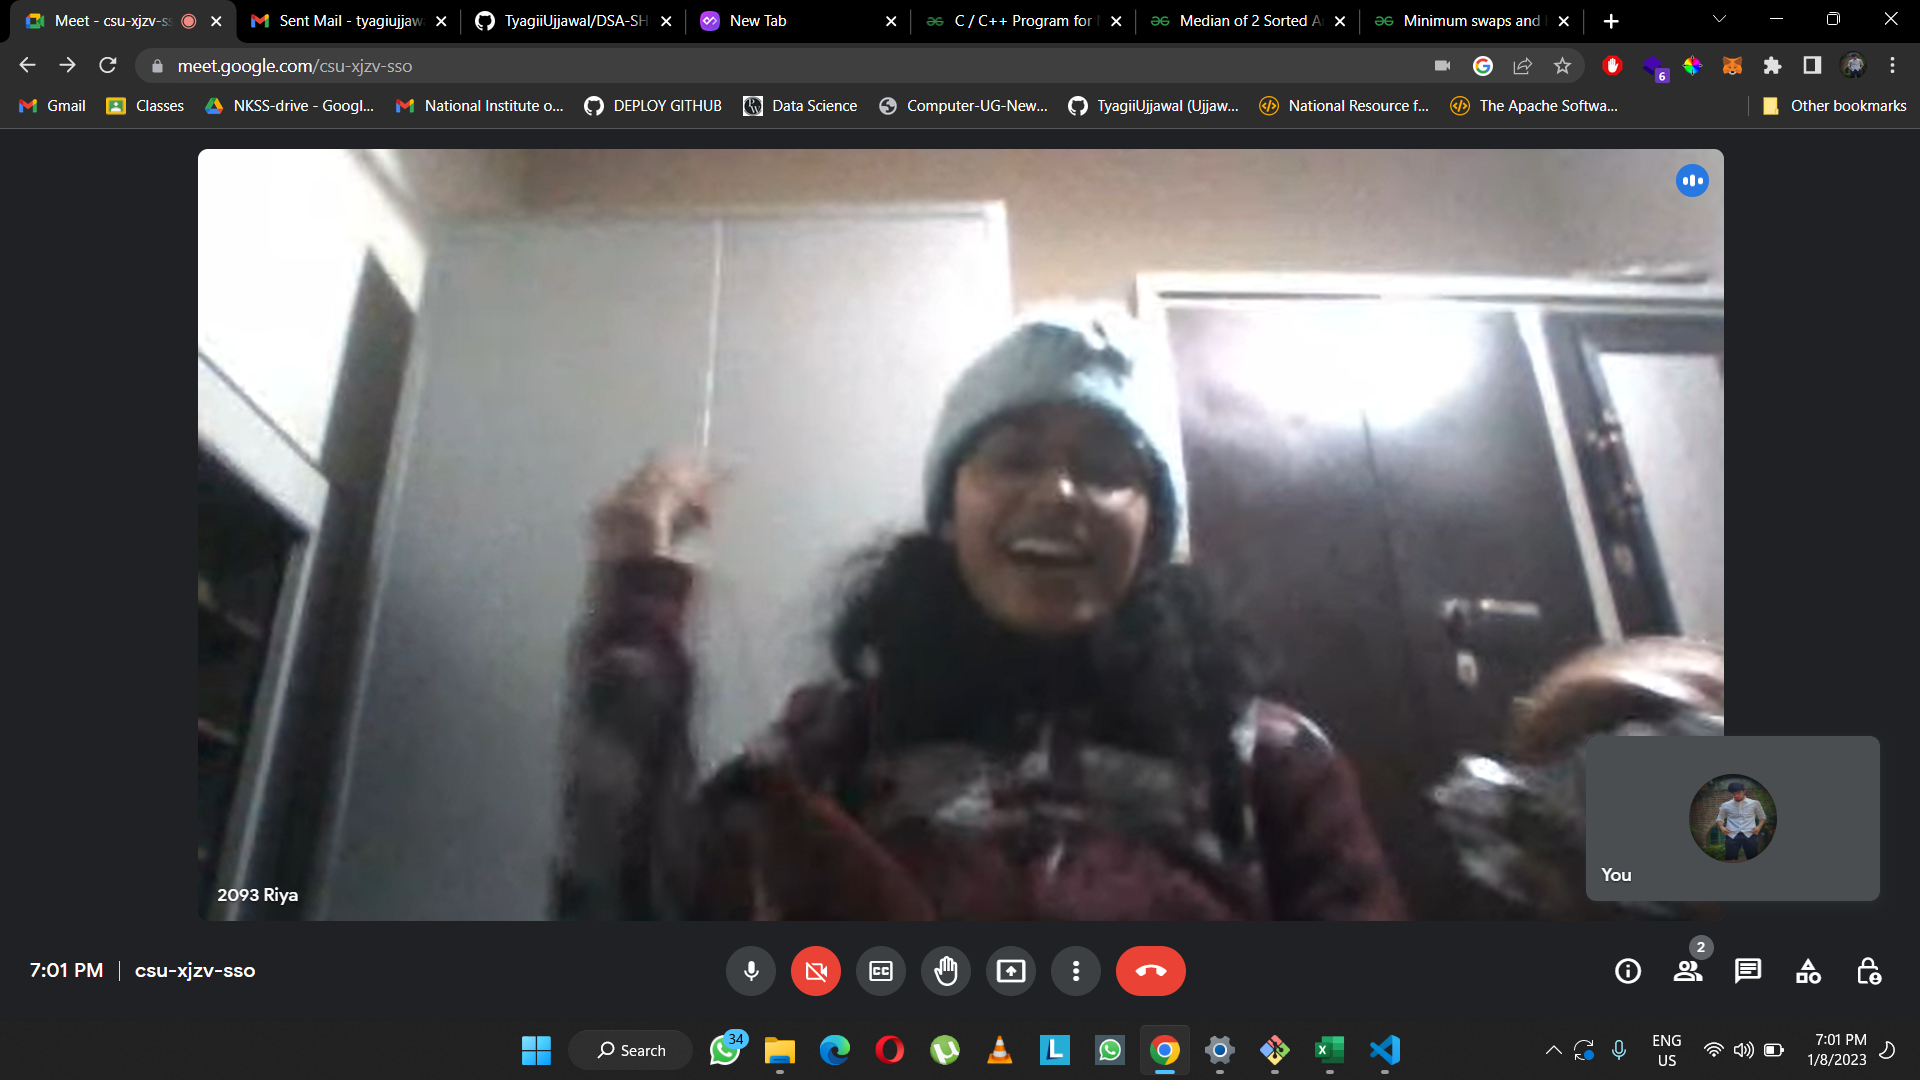 Meet - csu-xjzv-ss
Sent Mail - tyagiujjaw
TyagiiUjjawal/DSA-SH
New Tab
C / C++ Program for
Median of 2 Sorted A
Minimum swaps and
meet.google.com/csu-xjzv-sso
6
Gmail
Classes
NKSS-drive - Googl...
National Institute o...
DEPLOY GITHUB
Data Science
Computer-UG-New...
TyagiiUjjawal (Ujjaw...
National Resource f...
The Apache Softwa...
Other bookmarks
2093 Riya
You
7:01 PM | csu-xjzv-sso
CC
2
Search
34
L
ENG
US
7:01 PM
1/8/2023